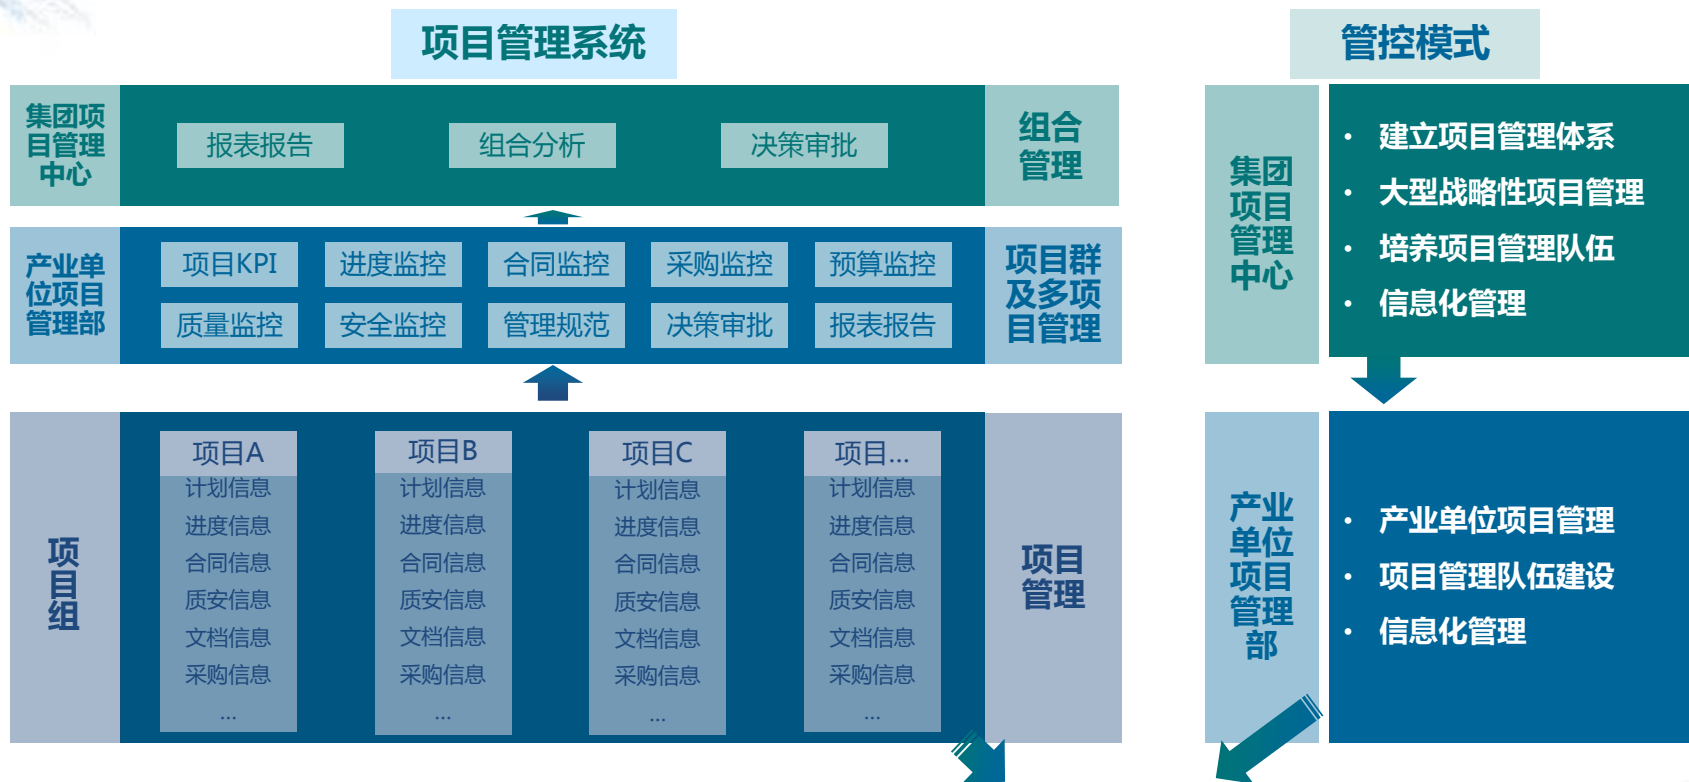 项目管理系统
集团项
目管理
中心
报表报告
组合分析
决策审批
组合
管理
产业单
位项目
管理部
项目KPI
进度监控
合同监控
采购监控
预算监控
质量监控
安全监控
管理规范
决策审批
报表报告
项目群
及多项
目管理
项
目
组
项目A
计划信息
进度信息
合同信息
质安信息
文档信息
采购信息
...
项目B
计划信息
进度信息
合同信息
质安信息
文档信息
采购信息
...
项目C
计划信息
进度信息
合同信息
质安信息
文档信息
采购信息
...
项目...
计划信息
进度信息
合同信息
质安信息
文档信息
采购信息
...
项目
管理
管控模式
集团
项目
管理
中心
• 建立项目管理体系
• 大型战略性项目管理
• 培养项目管理队伍
• 信息化管理
产业
单位
项目
管理
部
• 产业单位项目管理
• 项目管理队伍建设
• 信息化管理